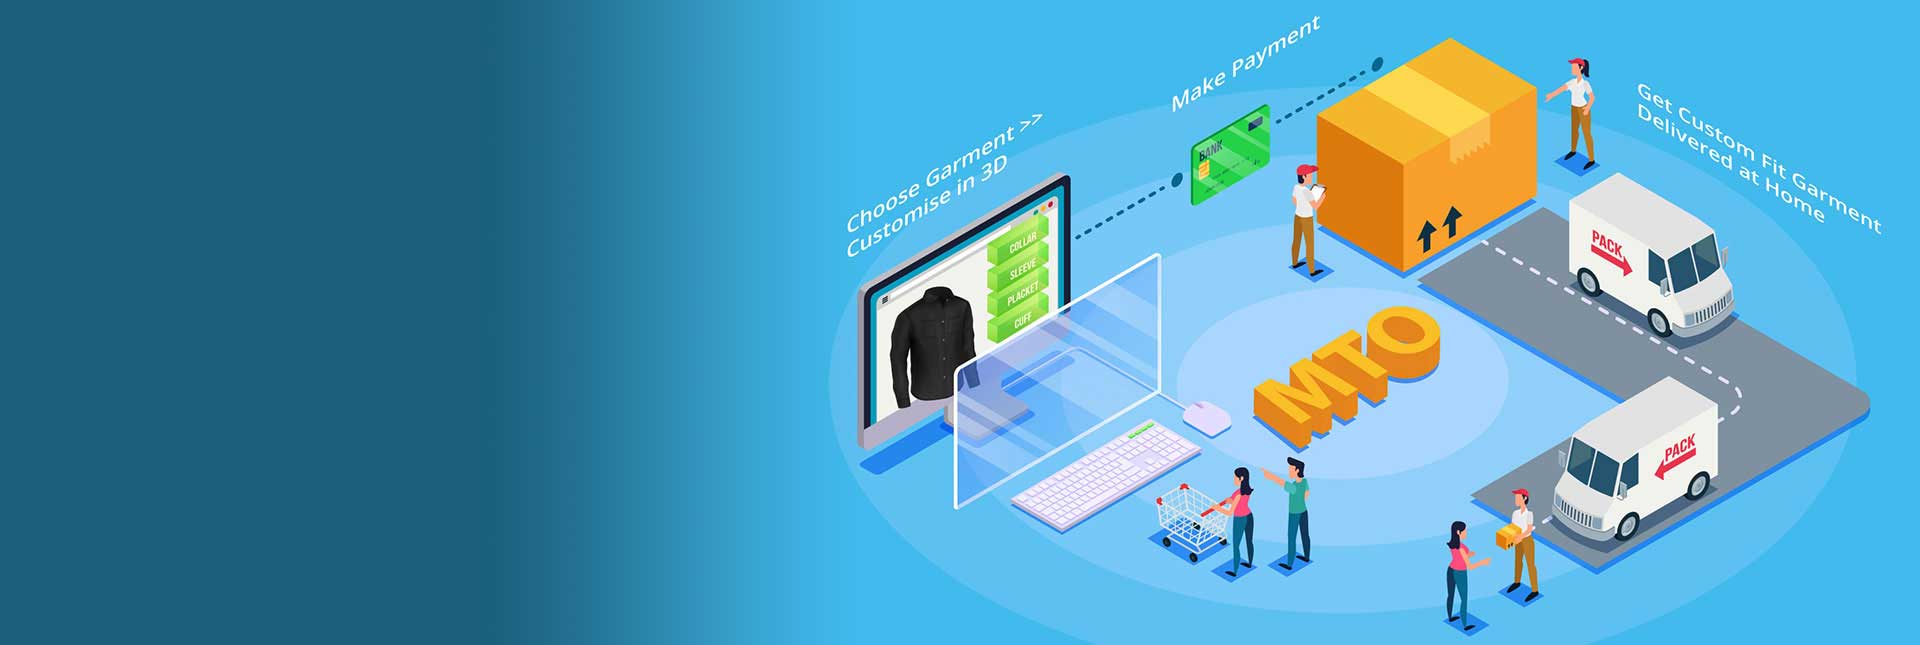 Choose Garment >>
Customise in 3D
Make Payment
Get Custom Fit Garment
Delivered at Home
BANK
COLLAR
SLEEVE
PLACKET
CUFF
MTO
PACK
PACK